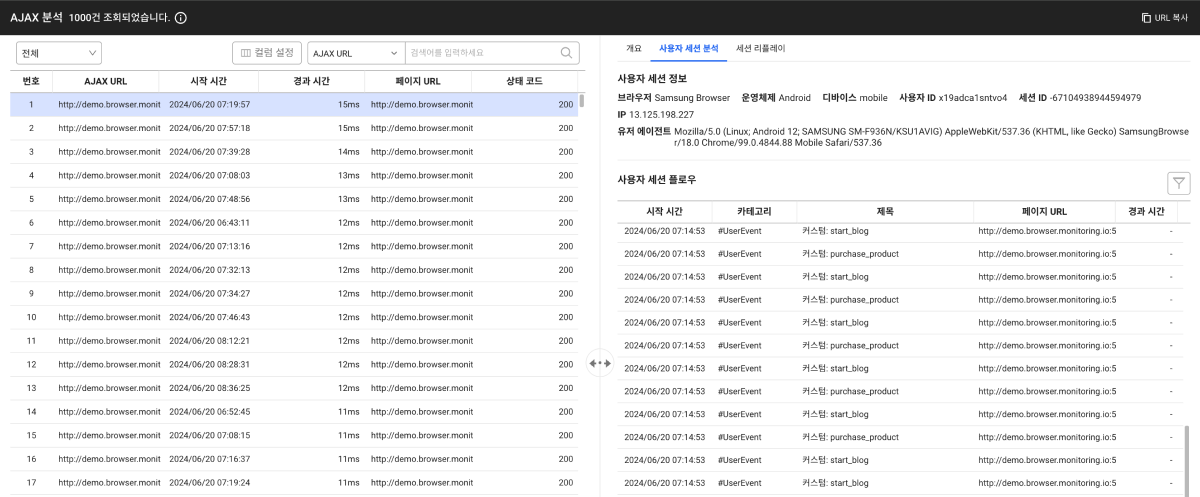 AJAX 분석 1000건 조회되었습니다. URL 복사
전체 컬럼 설정 AJAX URL 검색어를 입력하세요
번호 AJAX URL 시작 시간 경과 시간 페이지 URL 상태 코드
1 http://demo.browser.monit 2024/06/20 07:19:57 15ms http://demo.browser.monit 200
2 http://demo.browser.monit 2024/06/20 07:57:18 15ms http://demo.browser.monit 200
3 http://demo.browser.monit 2024/06/20 07:39:28 14ms http://demo.browser.monit 200
4 http://demo.browser.monit 2024/06/20 07:08:03 13ms http://demo.browser.monit 200
5 http://demo.browser.monit 2024/06/20 07:48:56 13ms http://demo.browser.monit 200
6 http://demo.browser.monit 2024/06/20 06:43:11 12ms http://demo.browser.monit 200
7 http://demo.browser.monit 2024/06/20 07:13:16 12ms http://demo.browser.monit 200
8 http://demo.browser.monit 2024/06/20 07:32:13 12ms http://demo.browser.monit 200
9 http://demo.browser.monit 2024/06/20 07:34:27 12ms http://demo.browser.monit 200
10 http://demo.browser.monit 2024/06/20 07:46:43 12ms http://demo.browser.monit 200
11 http://demo.browser.monit 2024/06/20 08:12:21 12ms http://demo.browser.monit 200
12 http://demo.browser.monit 2024/06/20 08:28:31 12ms http://demo.browser.monit 200
13 http://demo.browser.monit 2024/06/20 08:36:25 12ms http://demo.browser.monit 200
14 http://demo.browser.monit 2024/06/20 06:52:45 11ms http://demo.browser.monit 200
15 http://demo.browser.monit 2024/06/20 07:08:15 11ms http://demo.browser.monit 200
16 http://demo.browser.monit 2024/06/20 07:16:37 11ms http://demo.browser.monit 200
17 http://demo.browser.monit 2024/06/20 07:19:24 11ms http://demo.browser.monit 200
개요 사용자 세션 분석 세션 리플레이
사용자 세션 정보
브라우저 Samsung Browser 운영체제 Android 디바이스 mobile 사용자 ID x19adca1sntvo4 세션 ID -67104938944594979
IP 13.125.198.227
유저 에이전트 Mozilla/5.0 (Linux; Android 12; SAMSUNG SM-F936N/KSU1AVIG) AppleWebKit/537.36 (KHTML, like Gecko) SamsungBrowse
r/18.0 Chrome/99.0.4844.88 Mobile Safari/537.36
사용자 세션 플로우
시작 시간 카테고리 제목 페이지 URL 경과 시간
2024/06/20 07:14:53 #UserEvent 커스텀: start_blog http://demo.browser.monitoring.io:5 -
2024/06/20 07:14:53 #UserEvent 커스텀: purchase_product http://demo.browser.monitoring.io:5 -
2024/06/20 07:14:53 #UserEvent 커스텀: start_blog http://demo.browser.monitoring.io:5 -
2024/06/20 07:14:53 #UserEvent 커스텀: purchase_product http://demo.browser.monitoring.io:5 -
2024/06/20 07:14:53 #UserEvent 커스텀: start_blog http://demo.browser.monitoring.io:5 -
2024/06/20 07:14:53 #UserEvent 커스텀: purchase_product http://demo.browser.monitoring.io:5 -
2024/06/20 07:14:53 #UserEvent 커스텀: start_blog http://demo.browser.monitoring.io:5 -
2024/06/20 07:14:53 #UserEvent 커스텀: purchase_product http://demo.browser.monitoring.io:5 -
2024/06/20 07:14:53 #UserEvent 커스텀: start_blog http://demo.browser.monitoring.io:5 -
2024/06/20 07:14:53 #UserEvent 커스텀: purchase_product http://demo.browser.monitoring.io:5 -
2024/06/20 07:14:53 #UserEvent 커스텀: start_blog http://demo.browser.monitoring.io:5 -
2024/06/20 07:14:53 #UserEvent 커스텀: start_blog http://demo.browser.monitoring.io:5 -